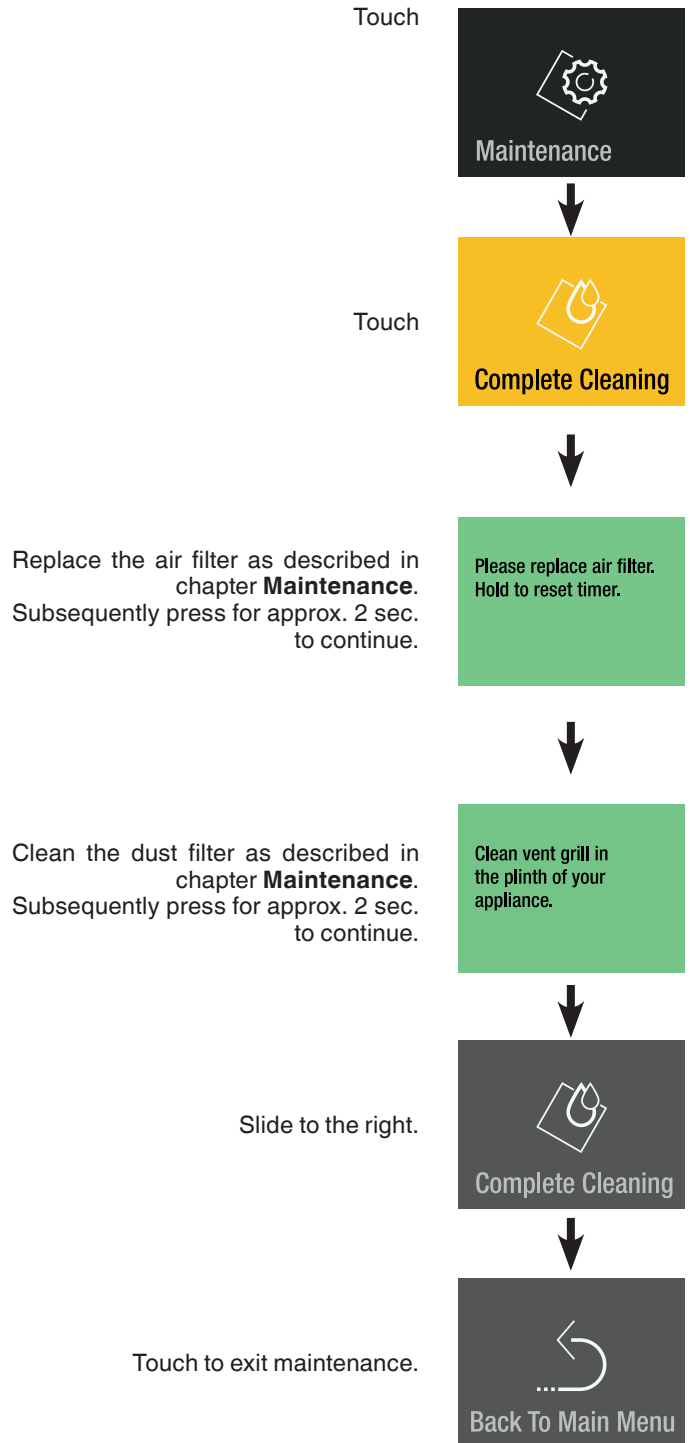 Touch
Maintenance
Touch
Complete Cleaning
Replace the air filter as described in
chapter Maintenance.
Subsequently press for approx. 2 sec.
to continue.
Please replace air filter.
Hold to reset timer.
Clean the dust filter as described in
chapter Maintenance.
Subsequently press for approx. 2 sec.
to continue.
Clean vent grill in
the plinth of your
appliance.
Slide to the right.
Complete Cleaning
Touch to exit maintenance.
Back To Main Menu